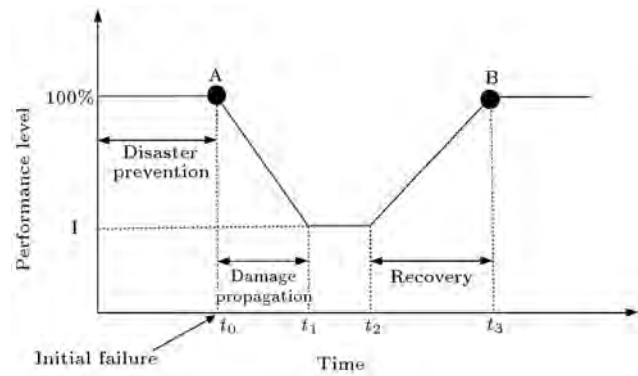 A
B
100%
Performance level
Disaster
prevention
I
Damage
propagation
Recovery
t0
t1
t2
t3
Initial failure
Time